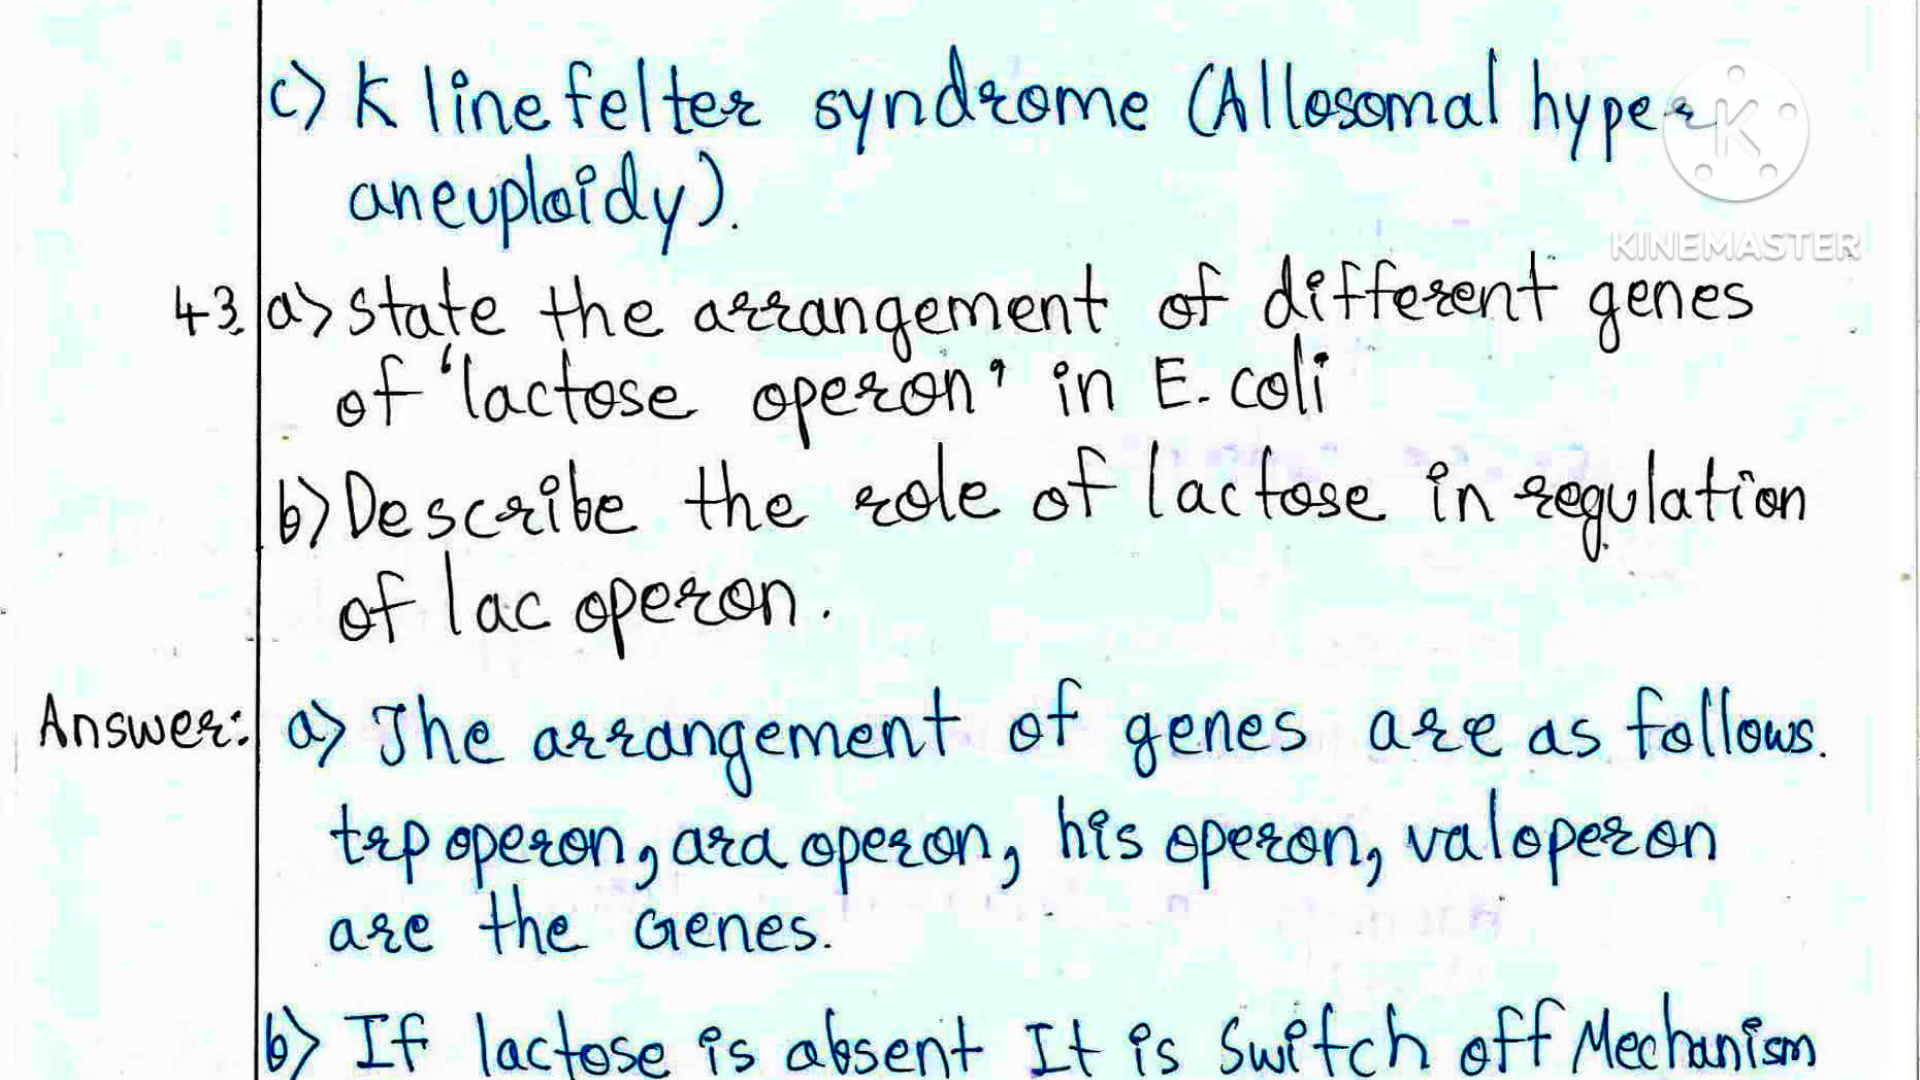 c) Klinefelter syndrome (Allosomal hyper
aneuploidy).
KINEMASTER
43. a) State the arrangement of different genes
of 'lactose operon' in E. coli
b) Describe the role of lactose in regulation
of lac operon.
Answer: a) The arrangement of genes are as follows.
trp operon, ara operon, his operon, val operon
are the Genes.
b) If lactose is absent It is Switch off Mechanism